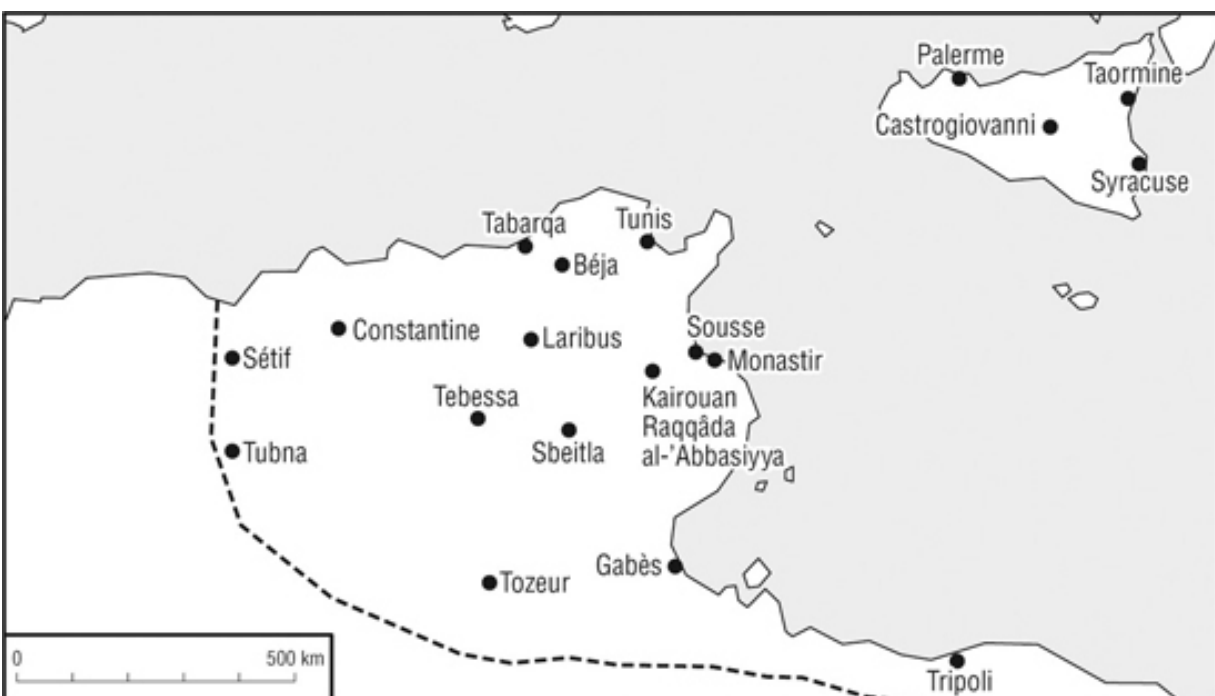 Palerme
Taormine
Castrogiovanni
Syracuse
Tabarqa
Tunis
Béja
Constantine
Laribus
Sousse
Monastir
Sétif
Tebessa
Kairouan
Raqqâda
al-'Abbasiyya
Sbeitla
Tubna
Gabès
Tozeur
0 500 km
Tripoli